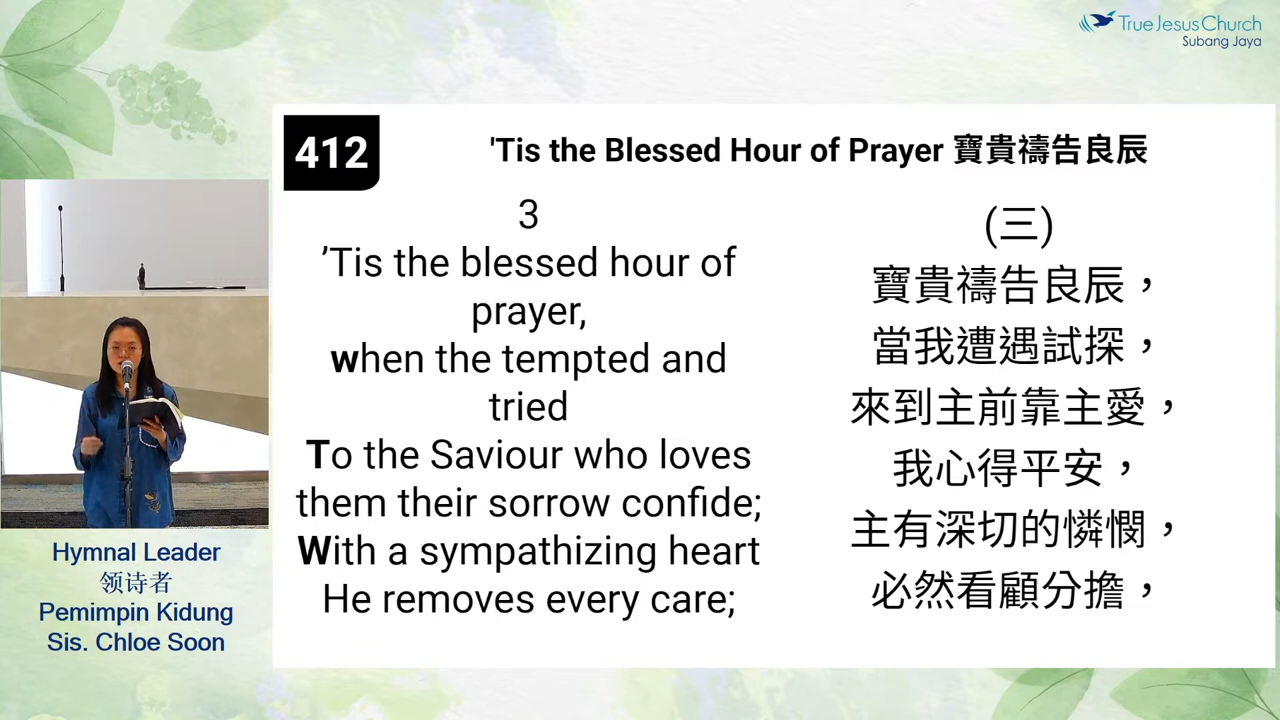 True Jesus Church
Subang Jaya
412
'Tis the Blessed Hour of Prayer 寶貴禱告良辰
3
’Tis the blessed hour of
prayer,
when the tempted and
tried
To the Saviour who loves
them their sorrow confide;
With a sympathizing heart
He removes every care;
(三)
寶貴禱告良辰，
當我遭遇試探，
來到主前靠主愛，
我心得平安，
主有深切的憐憫，
必然看顧分擔，
Hymnal Leader
领诗者
Pemimpin Kidung
Sis. Chloe Soon